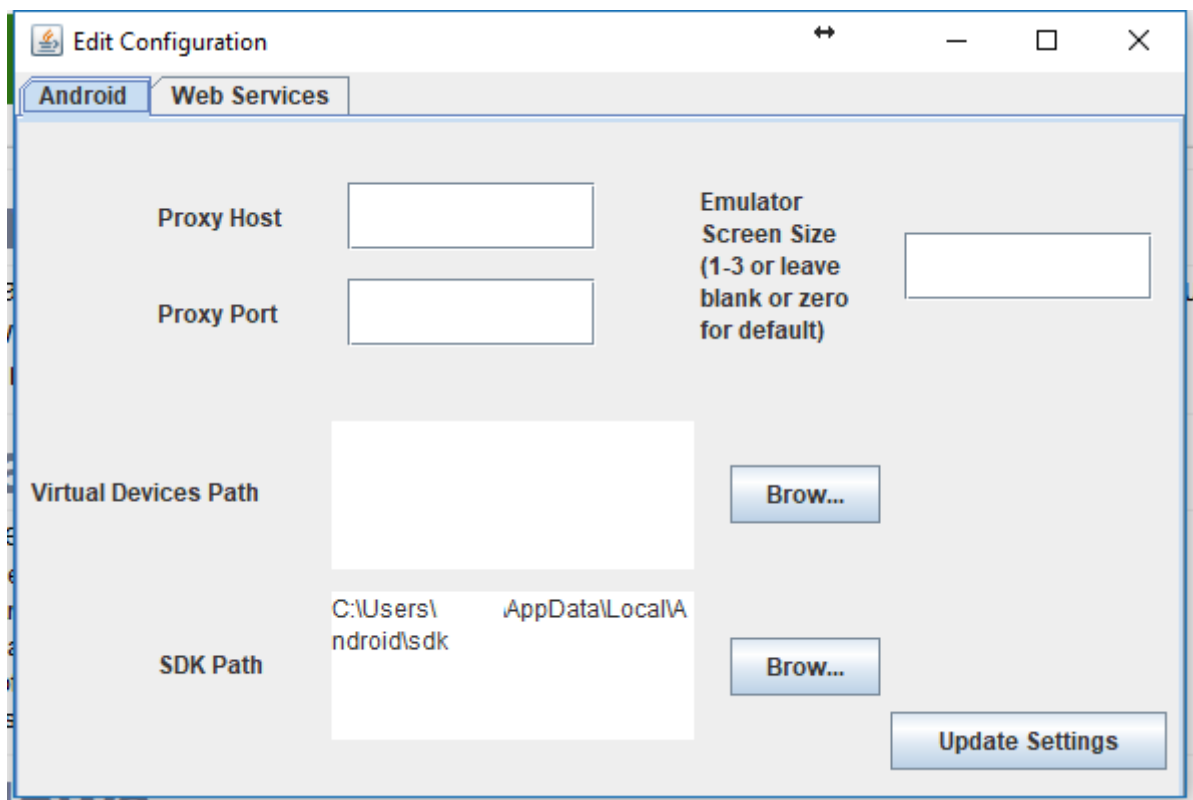 Edit Configuration
Android
Web Services
Proxy Host
Emulator
Screen Size
(1-3 or leave
blank or zero
for default)
Proxy Port
Virtual Devices Path
Brow...
C:\Users\ \AppData\Local\A
ndroid\sdk
SDK Path
Brow...
Update Settings